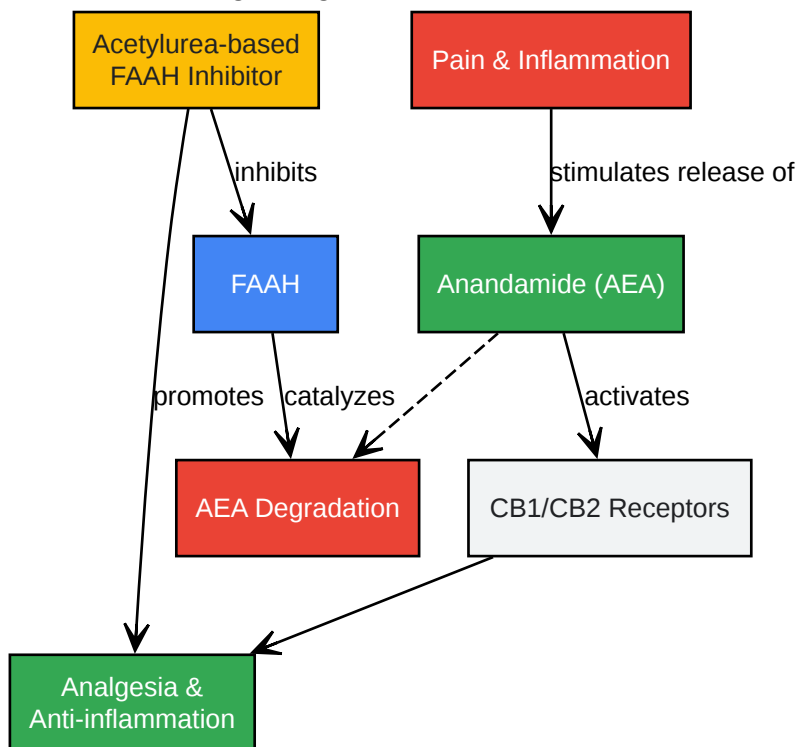 Acetylurea-based
FAAH Inhibitor
Pain & Inflammation
inhibits
stimulates release of
FAAH
Anandamide (AEA)
promotes
catalyzes
activates
AEA Degradation
CB1/CB2 Receptors
Analgesia &
Anti-inflammation